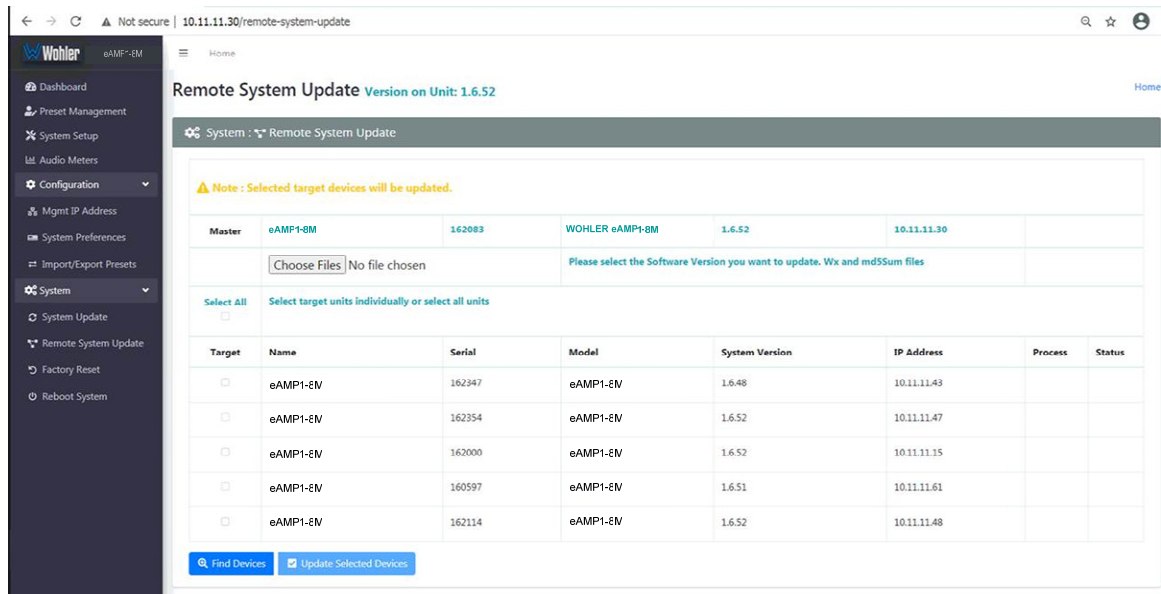 Not secure | 10.11.11.30/remote-system-update
Wohler eAMP1-8M
Home
Dashboard
Preset Management
System Setup
Audio Meters
Configuration
Mgmt IP Address
System Preferences
Import/Export Presets
System
System Update
Remote System Update
Factory Reset
Reboot System
Remote System Update Version on Unit: 1.6.52
Home
System : Remote System Update
Note : Selected target devices will be updated.
Master eAMP1-8M 162083 WOHLER eAMP1-8M 1.6.52 10.11.11.30
Choose Files No file chosen Please select the Software Version you want to update. Wx and md5Sum files
Select All Select target units individually or select all units
Target Name Serial Model System Version IP Address Process Status
eAMP1-8M 162347 eAMP1-8M 1.6.48 10.11.11.43
eAMP1-8M 162354 eAMP1-8M 1.6.52 10.11.11.47
eAMP1-8M 162000 eAMP1-8M 1.6.52 10.11.11.15
eAMP1-8M 160597 eAMP1-8M 1.6.51 10.11.11.61
eAMP1-8M 162114 eAMP1-8M 1.6.52 10.11.11.48
Find Devices Update Selected Devices